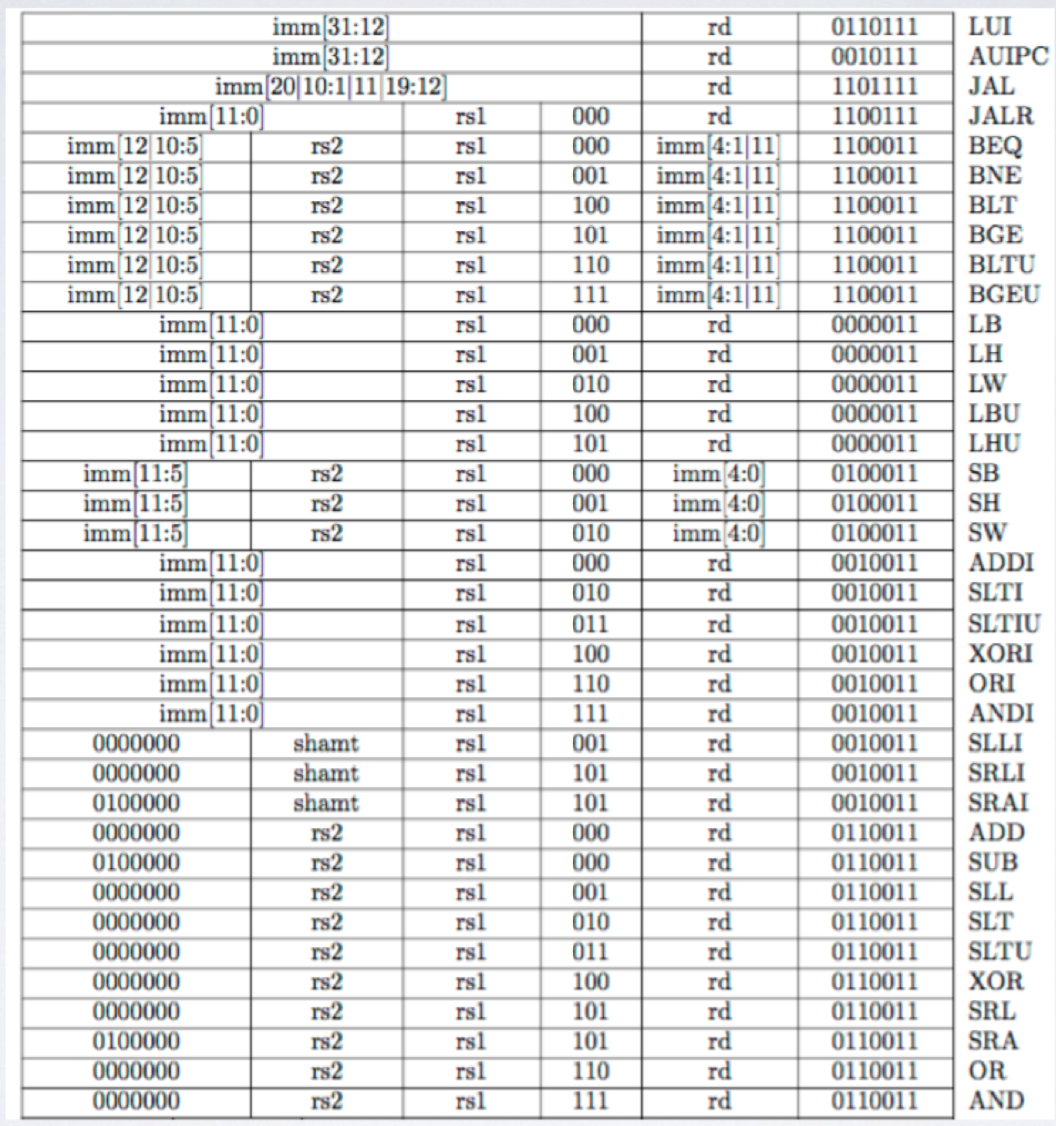 imm[31:12] rd 0110111 LUI
imm[31:12] rd 0010111 AUIPC
imm[20|10:1|11|19:12] rd 1101111 JAL
imm[11:0] rs1 000 rd 1100111 JALR
imm[12|10:5] rs2 rs1 000 imm[4:1|11] 1100011 BEQ
imm[12|10:5] rs2 rs1 001 imm[4:1|11] 1100011 BNE
imm[12|10:5] rs2 rs1 100 imm[4:1|11] 1100011 BLT
imm[12|10:5] rs2 rs1 101 imm[4:1|11] 1100011 BGE
imm[12|10:5] rs2 rs1 110 imm[4:1|11] 1100011 BLTU
imm[12|10:5] rs2 rs1 111 imm[4:1|11] 1100011 BGEU
imm[11:0] rs1 000 rd 0000011 LB
imm[11:0] rs1 001 rd 0000011 LH
imm[11:0] rs1 010 rd 0000011 LW
imm[11:0] rs1 100 rd 0000011 LBU
imm[11:0] rs1 101 rd 0000011 LHU
imm[11:5] rs2 rs1 000 imm[4:0] 0100011 SB
imm[11:5] rs2 rs1 001 imm[4:0] 0100011 SH
imm[11:5] rs2 rs1 010 imm[4:0] 0100011 SW
imm[11:0] rs1 000 rd 0010011 ADDI
imm[11:0] rs1 010 rd 0010011 SLTI
imm[11:0] rs1 011 rd 0010011 SLTIU
imm[11:0] rs1 100 rd 0010011 XORI
imm[11:0] rs1 110 rd 0010011 ORI
imm[11:0] rs1 111 rd 0010011 ANDI
0000000 shamt rs1 001 rd 0010011 SLLI
0000000 shamt rs1 101 rd 0010011 SRLI
0100000 shamt rs1 101 rd 0010011 SRAI
0000000 rs2 rs1 000 rd 0110011 ADD
0100000 rs2 rs1 000 rd 0110011 SUB
0000000 rs2 rs1 001 rd 0110011 SLL
0000000 rs2 rs1 010 rd 0110011 SLT
0000000 rs2 rs1 011 rd 0110011 SLTU
0000000 rs2 rs1 100 rd 0110011 XOR
0000000 rs2 rs1 101 rd 0110011 SRL
0100000 rs2 rs1 101 rd 0110011 SRA
0000000 rs2 rs1 110 rd 0110011 OR
0000000 rs2 rs1 111 rd 0110011 AND